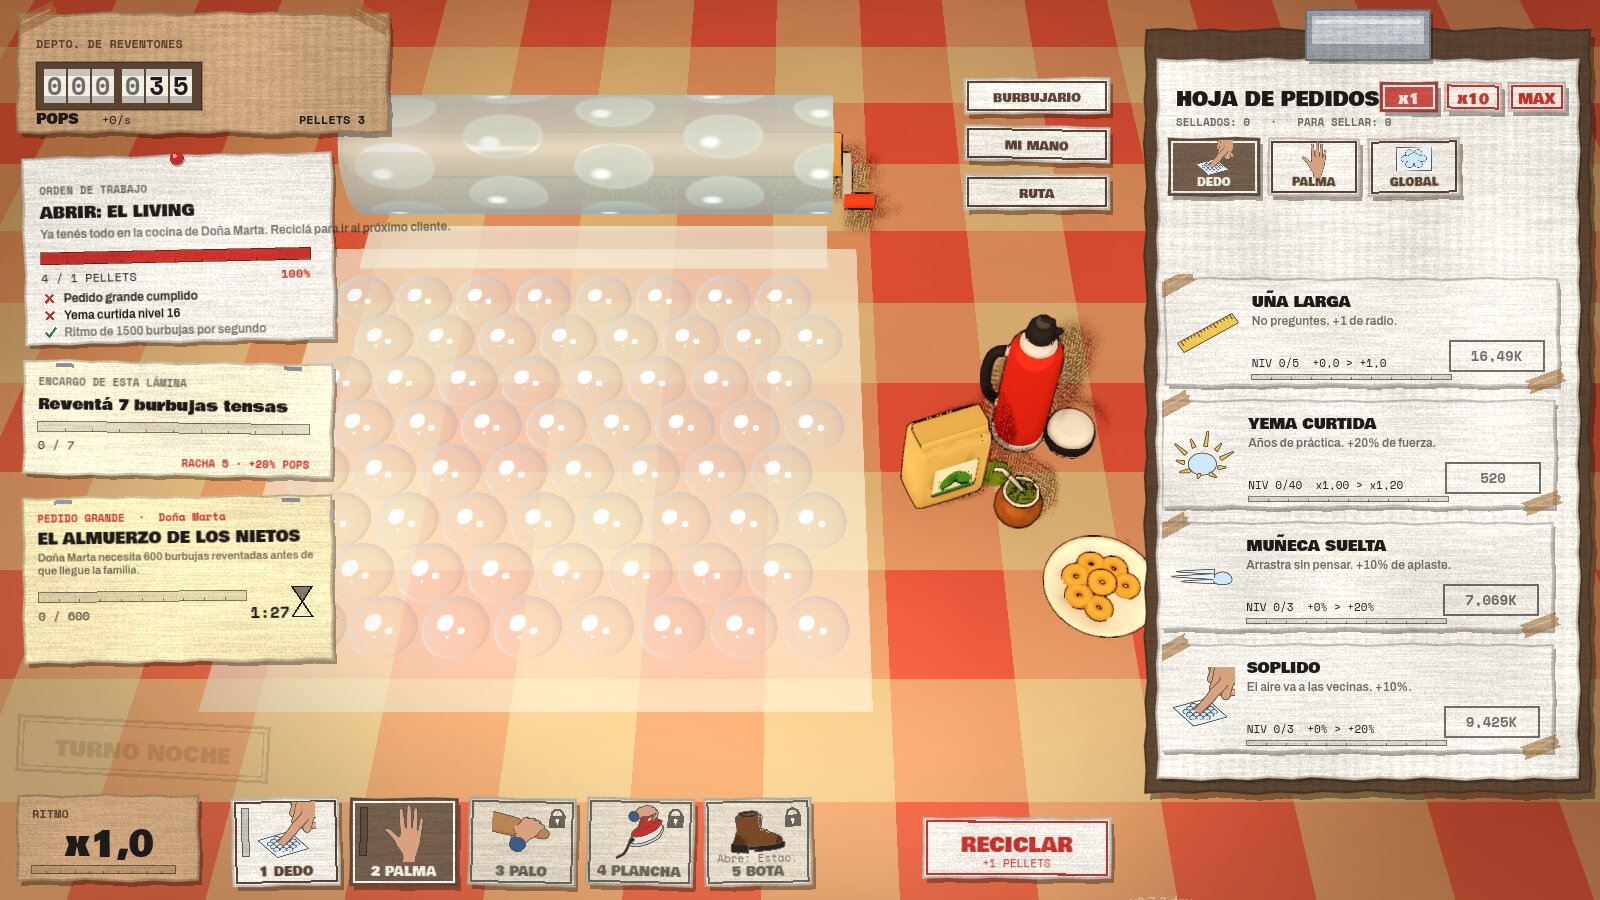 DEPTO. DE REVENTONES
000 035
POPS +0/s PELLETS 3
ORDEN DE TRABAJO
ABRIR: EL LIVING
Ya tenés todo en la cocina de Doña Marta. Reciclá para ir al próximo cliente.
4 / 1 PELLETS 100%
Pedido grande cumplido
Yema curtida nivel 16
Ritmo de 1500 burbujas por segundo
ENCARGO DE ESTA LÁMINA
Reventá 7 burbujas tensas
0 / 7
RACHA 5 · +20% POPS
PEDIDO GRANDE · Doña Marta
EL ALMUERZO DE LOS NIETOS
Doña Marta necesita 600 burbujas reventadas antes de
que llegue la familia.
0 / 600 1:27
TURNO NOCHE
RITMO
x1,0
1 DEDO
2 PALMA
3 PALO
4 PLANCHA
Abre: Estac.
5 BOTA
RECICLAR
+1 PELLETS
BURBUJARIO
MI MANO
RUTA
HOJA DE PEDIDOS x1 x10 MAX
SELLADOS: 0 · PARA SELLAR: 0
DEDO PALMA GLOBAL
UÑA LARGA
No preguntes. +1 de radio.
NIV 0/5 +0,0 > +1,0 16,49K
YEMA CURTIDA
Años de práctica. +20% de fuerza.
NIV 0/40 x1,00 > x1,20 520
MUÑECA SUELTA
Arrastra sin pensar. +10% de aplaste.
NIV 0/3 +0% > +20% 7,069K
SOPLIDO
El aire va a las vecinas. +10%.
NIV 0/3 +0% > +20% 9,425K